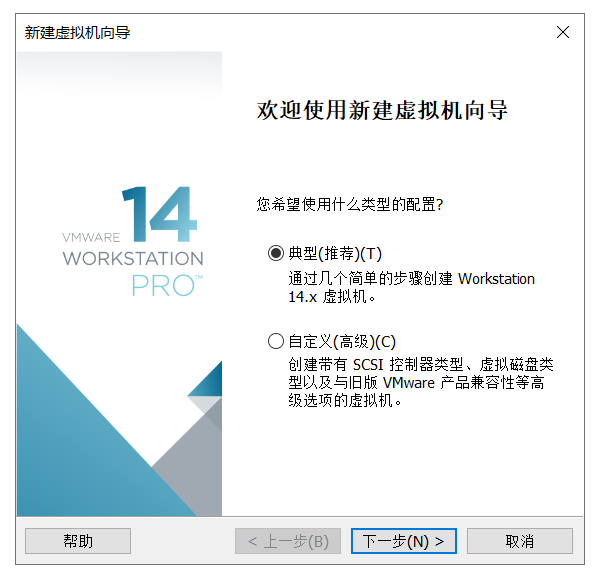 新建虚拟机向导
14
VMWARE
WORKSTATION
PRO™
欢迎使用新建虚拟机向导
您希望使用什么类型的配置?
典型(推荐)(T)
通过几个简单的步骤创建 Workstation
14.x 虚拟机。
自定义(高级)(C)
创建带有 SCSI 控制器类型、虚拟磁盘类
型以及与旧版 VMware 产品兼容性等高
级选项的虚拟机。
帮助
< 上一步(B)
下一步(N) >
取消